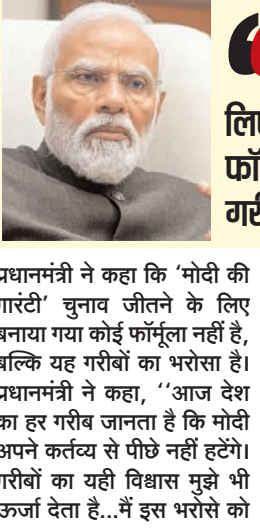 लिए
प्रधानमंत्री ने कहा कि ‘मोदी की
गारंटी’ चुनाव जीतने के लिए
बनाया गया कोई फॉर्मूला नहीं है,
बल्कि यह गरीबों का भरोसा है।
प्रधानमंत्री ने कहा, ‘‘आज देश
का हर गरीब जानता है कि मोदी
अपने कर्तव्य से पीछे नहीं हटेंगे।
गरीबों का यही विश्वास मुझे भी
ऊर्जा देता है...मैं इस भरोसे को